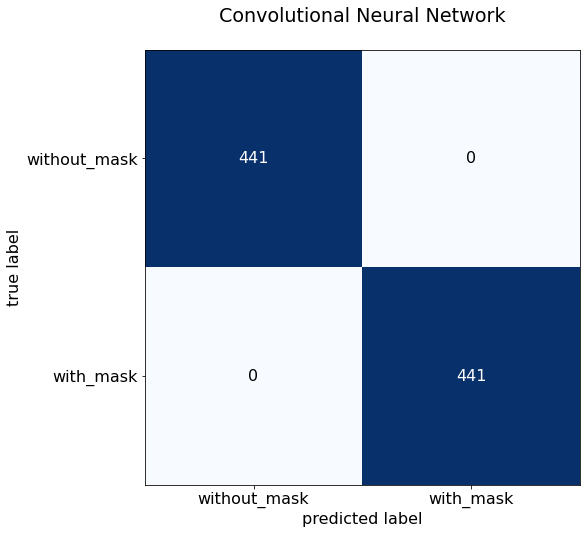 Convolutional Neural Network
without_mask
441
0
true label
with_mask
0
441
without_mask
with_mask
predicted label